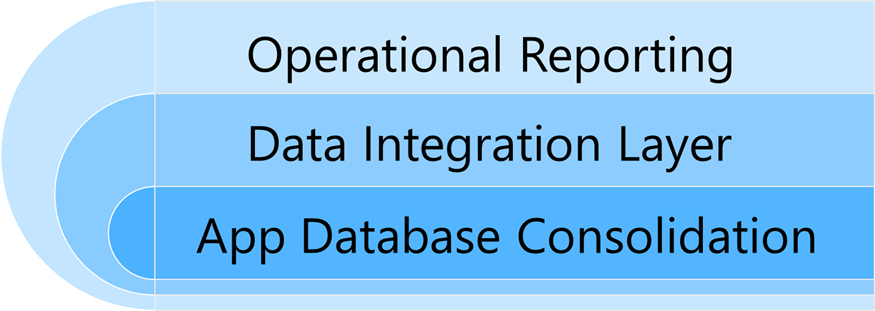 Operational Reporting
Data Integration Layer
App Database Consolidation